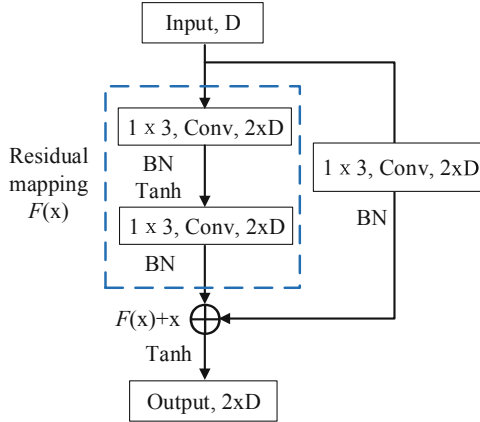 Input, D
1 x 3, Conv, 2xD
BN
Tanh
1 x 3, Conv, 2xD
BN
Residual
mapping
F(x)
1 x 3, Conv, 2xD
BN
F(x)+x
Tanh
Output, 2xD